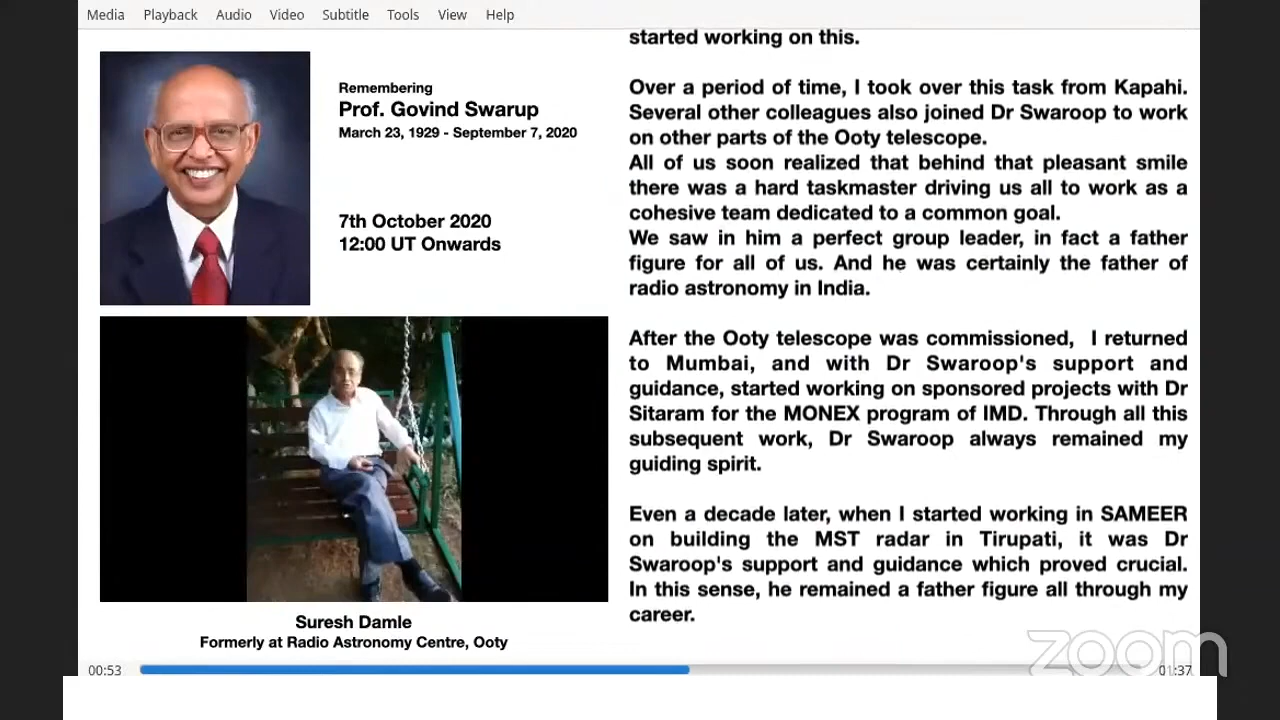 Media Playback Audio Video Subtitle Tools View Help
Remembering
Prof. Govind Swarup
March 23, 1929 - September 7, 2020
7th October 2020
12:00 UT Onwards
Suresh Damle
Formerly at Radio Astronomy Centre, Ooty
started working on this.
Over a period of time, I took over this task from Kapahi.
Several other colleagues also joined Dr Swaroop to work
on other parts of the Ooty telescope.
All of us soon realized that behind that pleasant smile
there was a hard taskmaster driving us all to work as a
cohesive team dedicated to a common goal.
We saw in him a perfect group leader, in fact a father
figure for all of us. And he was certainly the father of
radio astronomy in India.
After the Ooty telescope was commissioned, I returned
to Mumbai, and with Dr Swaroop's support and
guidance, started working on sponsored projects with Dr
Sitaram for the MONEX program of IMD. Through all this
subsequent work, Dr Swaroop always remained my
guiding spirit.
Even a decade later, when I started working in SAMEER
on building the MST radar in Tirupati, it was Dr
Swaroop's support and guidance which proved crucial.
In this sense, he remained a father figure all through my
career.
zoom
00:53 01:37